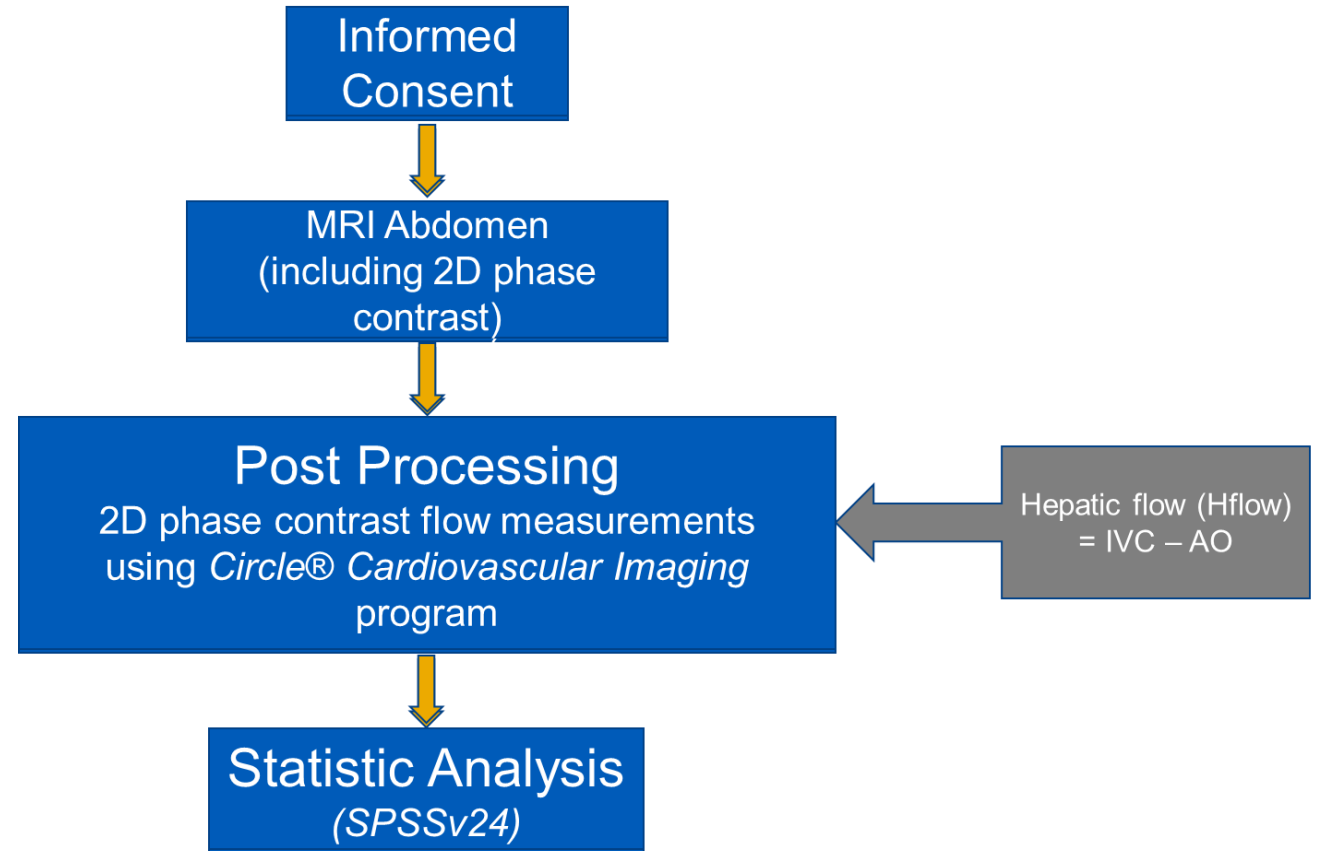 Informed
Consent
MRI Abdomen
(including 2D phase
contrast)
Post Processing
2D phase contrast flow measurements
using Circle® Cardiovascular Imaging
program
Hepatic flow (Hflow)
= IVC – AO
Statistic Analysis
(SPSSv24)